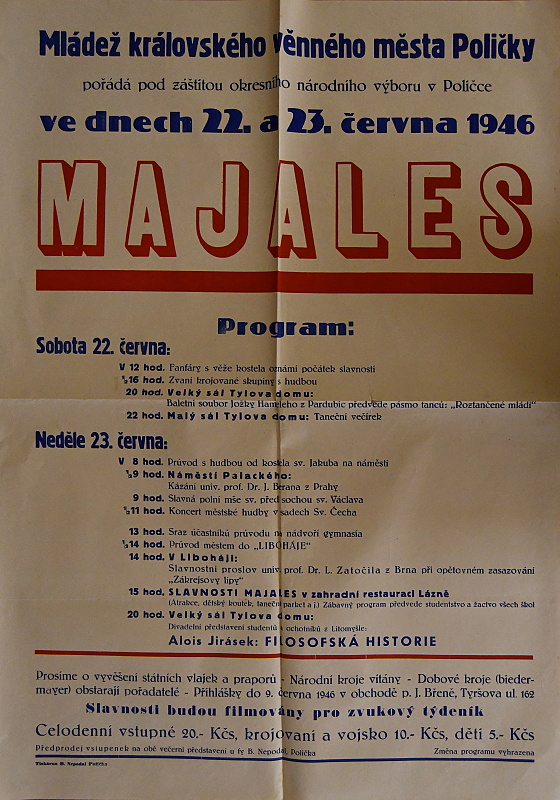 Mládež královského věnného města Poličky
pořádá pod záštitou okresního národního výboru v Poličce
ve dnech 22. a 23. června 1946
MAJALES
Program:
Sobota 22. června:
V 12 hod. Fanfáry s věže kostela oznámí počátek slavnosti
½16 hod. Zvaní krojované skupiny s hudbou
20 hod. Velký sál Tylova domu:
Baletní soubor Jožky Hanfelého z Pardubic předvede pásmo tanců: „Roztančené mládí"
22 hod. Malý sál Tylova domu: Taneční večírek
Neděle 23. června:
V 8 hod. Průvod s hudbou od kostela sv. Jakuba na náměstí
½9 hod. Náměstí Palackého:
Kázání univ. prof. Dr. J. Berana z Prahy
9 hod. Slavná polní mše sv. před sochou sv. Václava
½11 hod. Koncert městské hudby v sadech Sv. Čecha
13 hod. Sraz účastníků průvodu na nádvoří gymnasia
½14 hod. Průvod městem do „LIBOHÁJE"
14 hod. V Liboháji:
Slavnostní proslov univ. prof. Dr. L. Zatočila z Brna při opětovném zasazování
„Zákrejsovy lípy"
15 hod. SLAVNOSTI MAJALES v zahradní restauraci Lázně
(Atrakce, dětský koutek, taneční parket a j.) Zábavný program předvede studentstvo a žactvo všech škol
20 hod. Velký sál Tylova domu:
Divadelní představení studentů a ochotníků z Litomyšle:
Alois Jirásek: FILOSOFSKÁ HISTORIE
Prosíme o vyvěšení státních vlajek a praporů - Národní kroje vítány - Dobové kroje (bieder-
mayer) obstarají pořadatelé - Přihlášky do 9. června 1946 v obchodě p. J. Břeně, Tyršova ul. 162
Slavnosti budou filmovány pro zvukový týdeník
Celodenní vstupné 20.- Kčs, krojovaní a vojsko 10.- Kčs, děti 5.- Kčs
Předprodej vstupenek na obě večerní představení u fy B. Nepodal, Polička Změna programu vyhrazena
Tiskárna B. Nepodal Polička